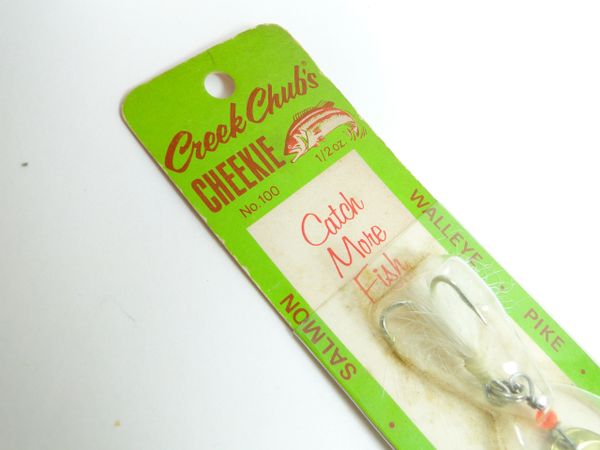 Creek Chub's®
CHEEKIE
No. 100
1/2 oz.
Catch
More
Fish
WALLEYE • PIKE •
SALMON •